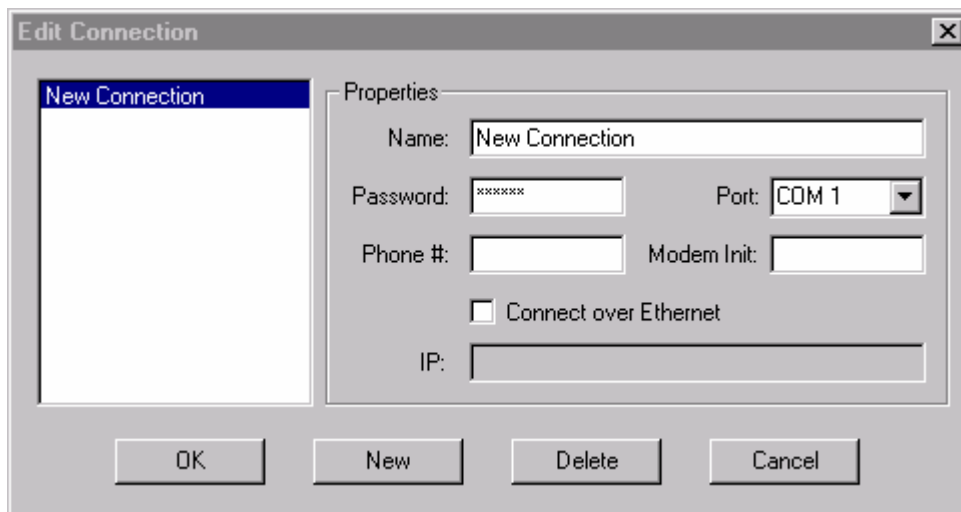 Edit Connection
New Connection
Properties
Name: New Connection
Password: ****** Port: COM 1
Phone #: Modem Init:
Connect over Ethernet
IP:
OK New Delete Cancel